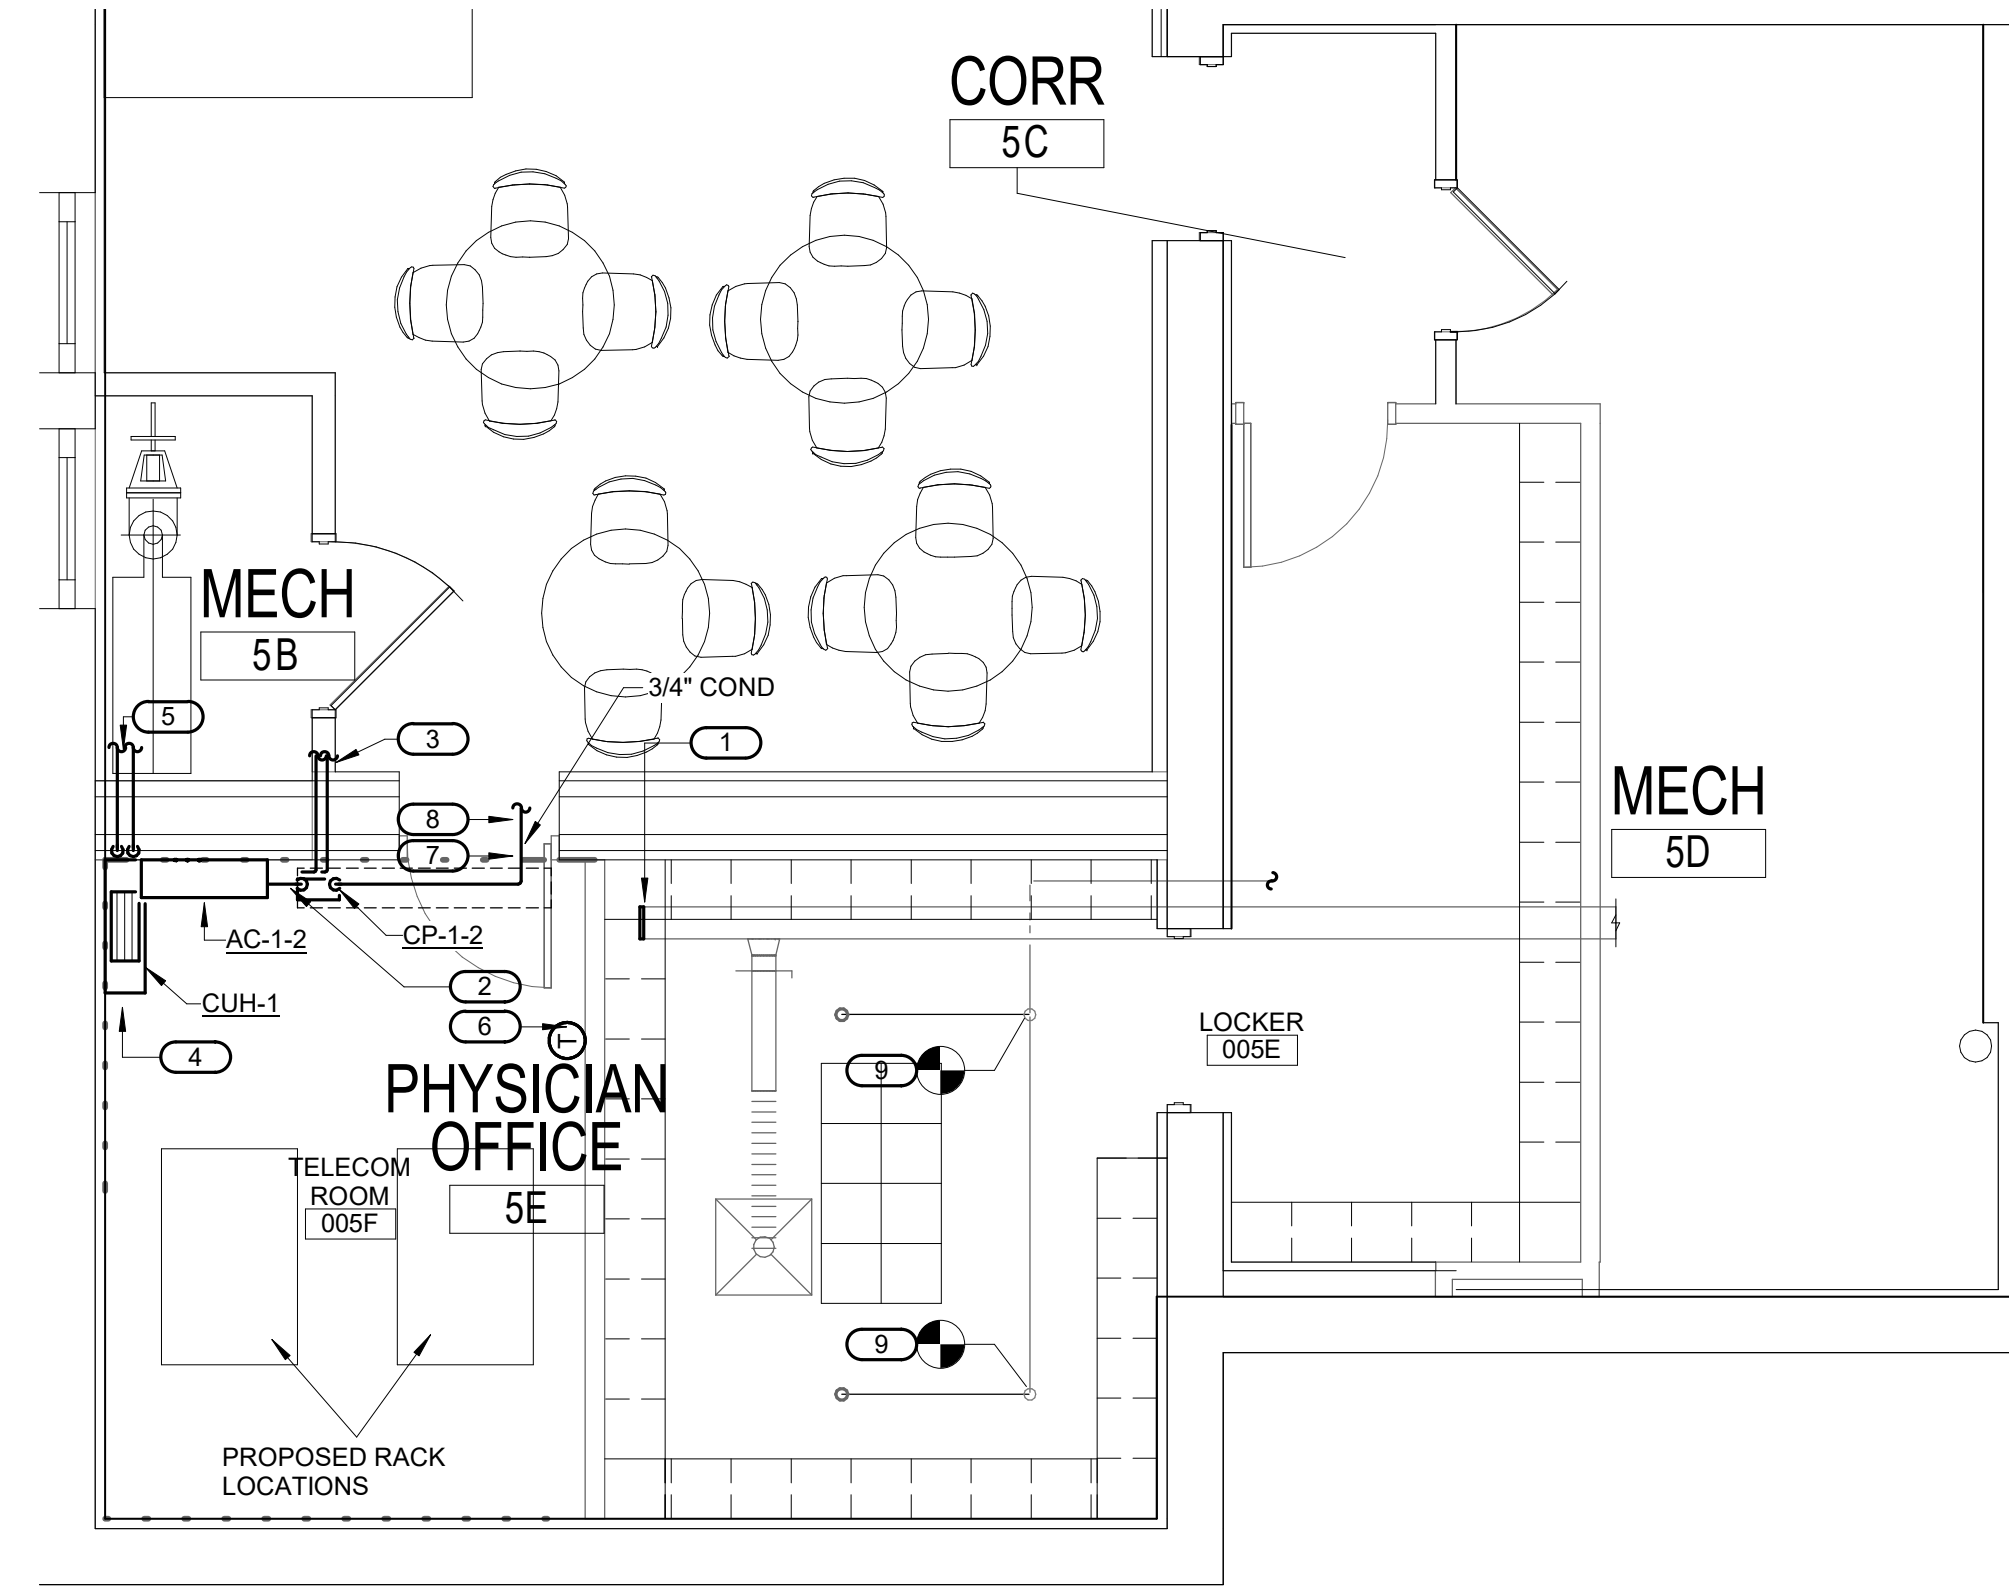 CORR
5C
MECH
5B
3/4" COND
5
3
1
8
7
MECH
5D
AC-1-2
CP-1-2
2
CUH-1
6
T
4
LOCKER
005E
9
PHYSICIAN
OFFICE
5E
TELECOM
ROOM
005F
9
PROPOSED RACK
LOCATIONS